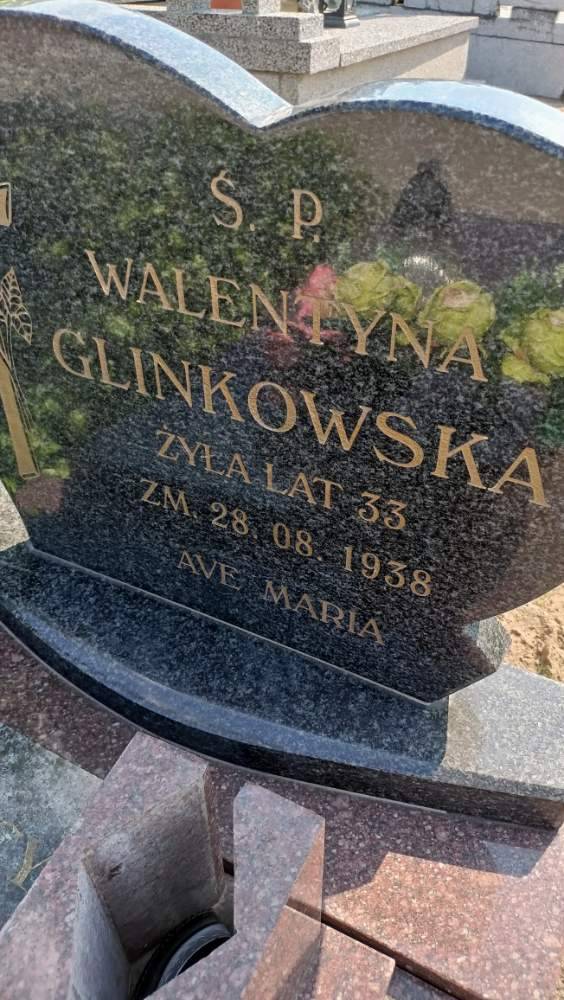 Ś. P.
WALENTYNA
GLINKOWSKA
ŻYŁA LAT 33
ZM. 28. 08. 1938
AVE MARIA